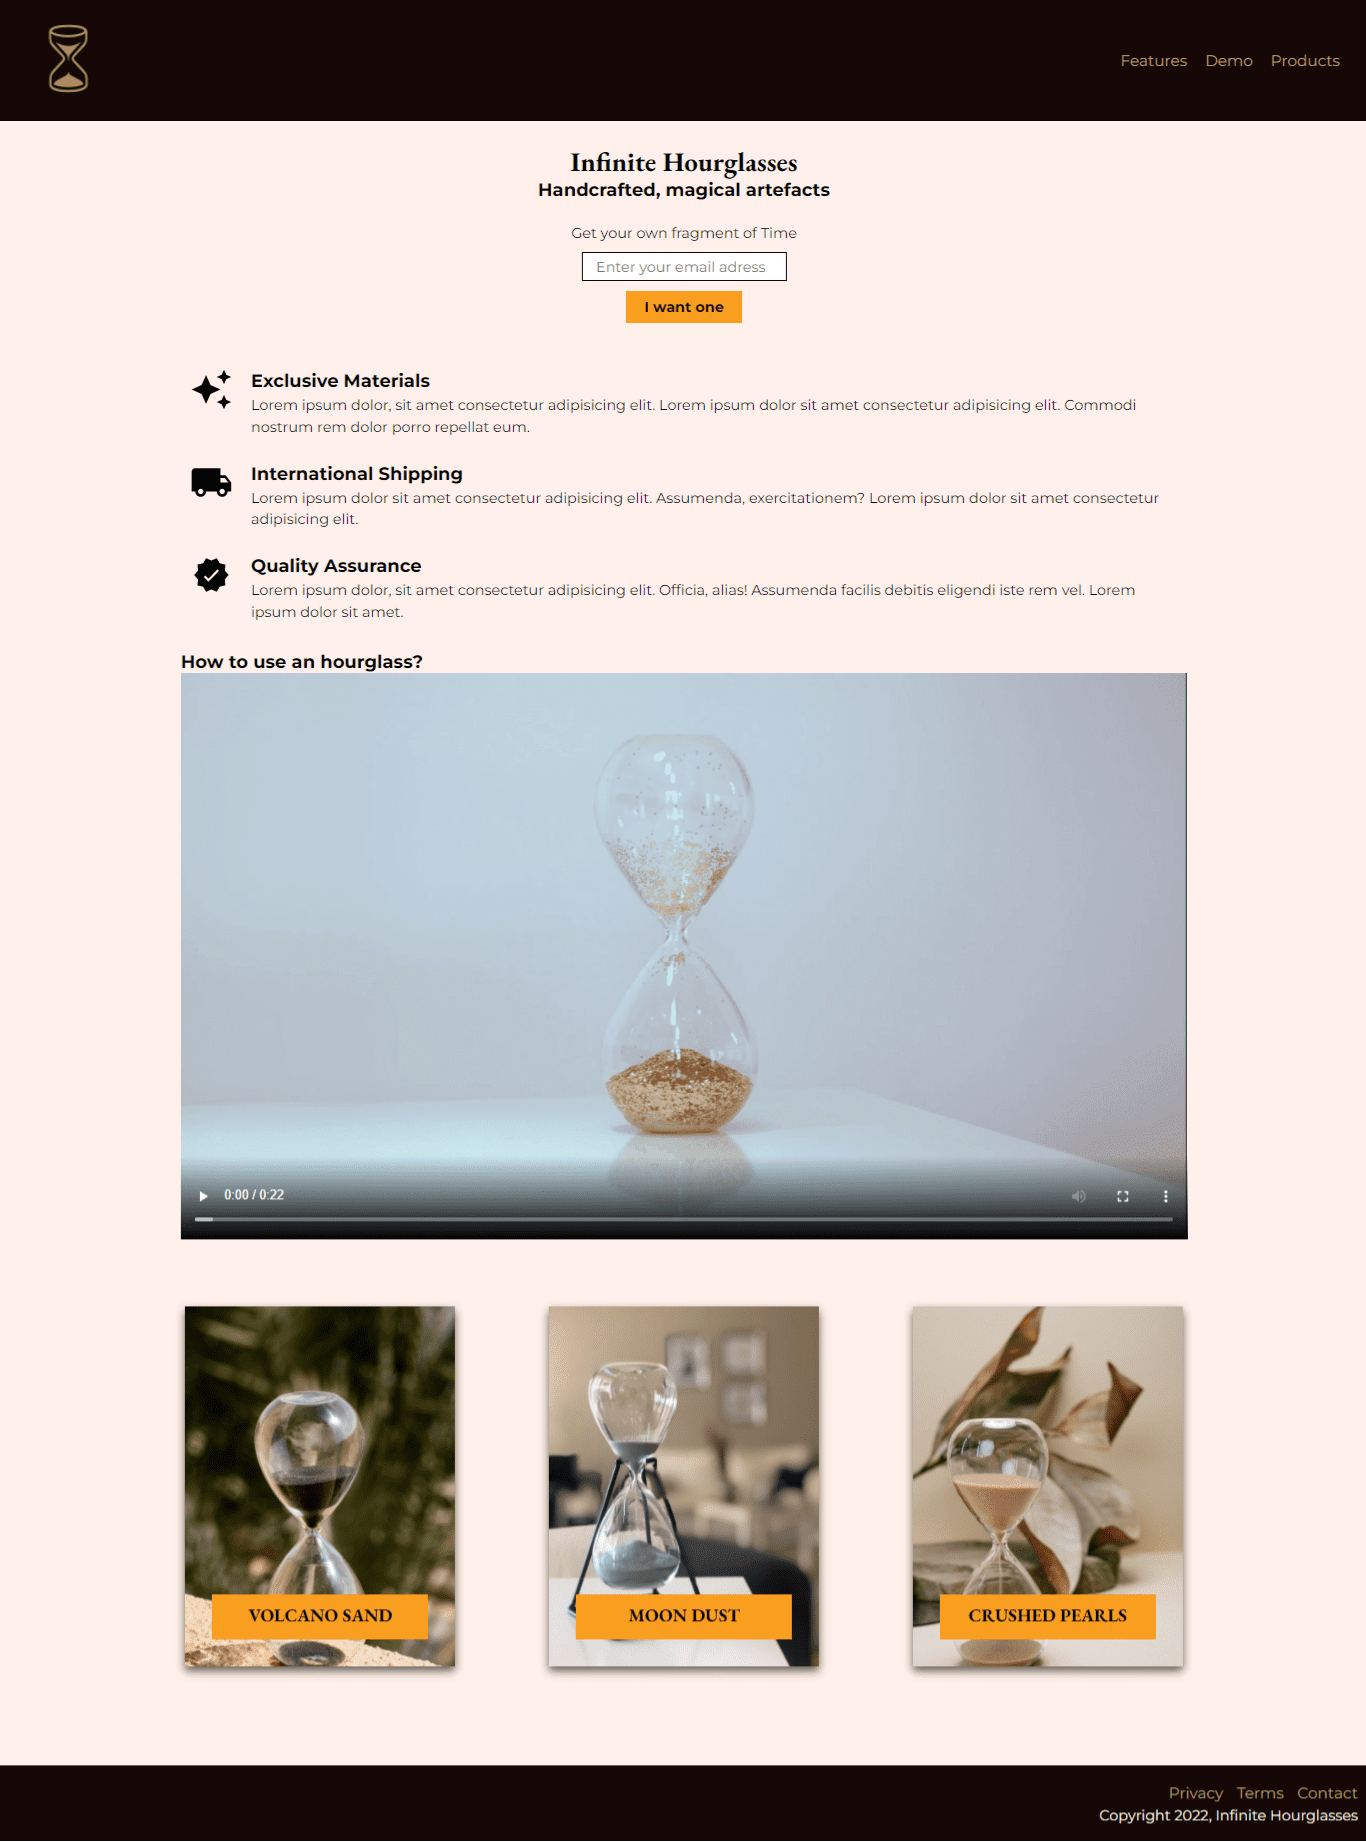 Features Demo Products
Infinite Hourglasses
Handcrafted, magical artefacts
Get your own fragment of Time
Enter your email adress
I want one
Exclusive Materials
Lorem ipsum dolor, sit amet consectetur adipisicing elit. Lorem ipsum dolor sit amet consectetur adipisicing elit. Commodi
nostrum rem dolor porro repellat eum.
International Shipping
Lorem ipsum dolor sit amet consectetur adipisicing elit. Assumenda, exercitationem? Lorem ipsum dolor sit amet consectetur
adipisicing elit.
Quality Assurance
Lorem ipsum dolor, sit amet consectetur adipisicing elit. Officia, alias! Assumenda facilis debitis eligendi iste rem vel. Lorem
ipsum dolor sit amet.
How to use an hourglass?
0:00 / 0:22
VOLCANO SAND
MOON DUST
CRUSHED PEARLS
Privacy Terms Contact
Copyright 2022, Infinite Hourglasses